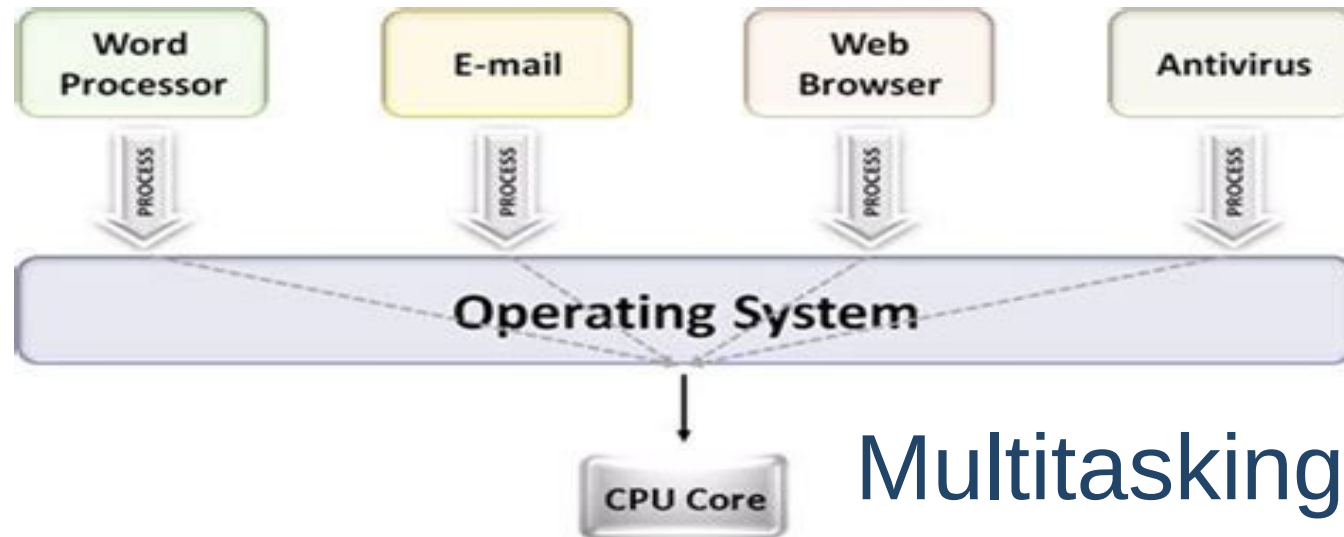 Word
Processor
E-mail
Web
Browser
Antivirus
PROCESS
PROCESS
PROCESS
PROCESS
Operating System
CPU Core
Multitasking